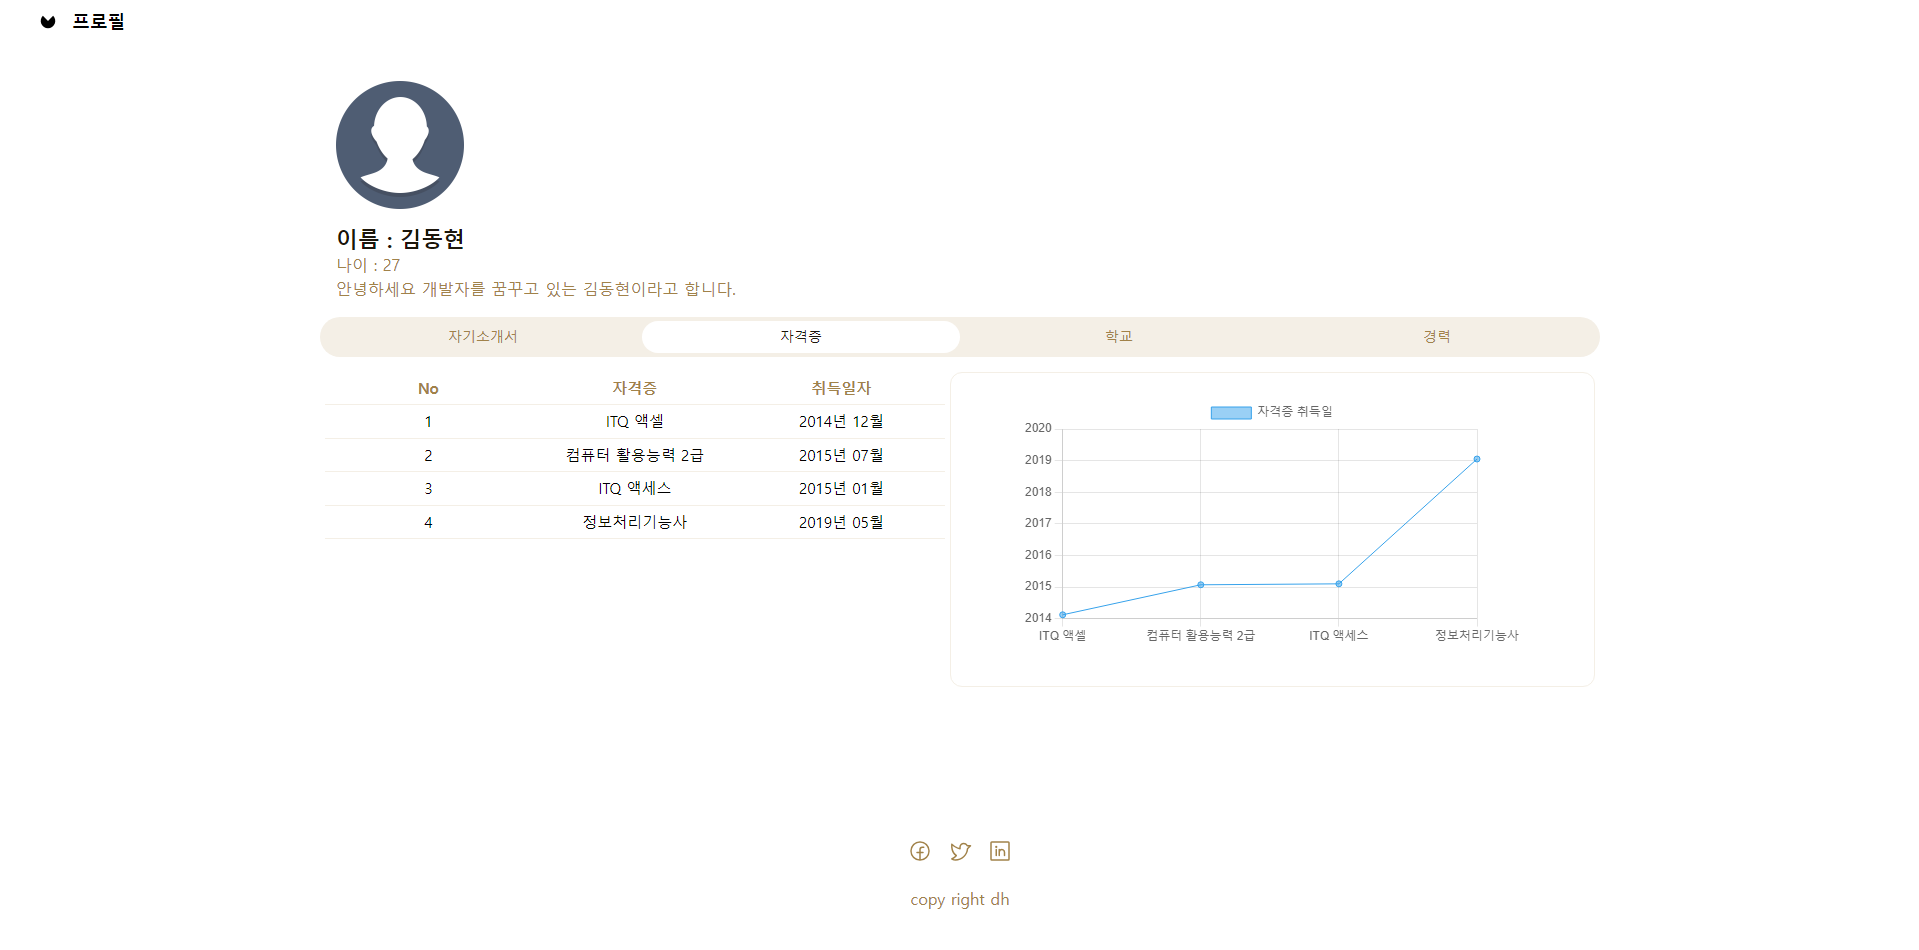 프로필
이름 : 김동현
나이 : 27
안녕하세요 개발자를 꿈꾸고 있는 김동현이라고 합니다.
자기소개서 자격증 학교 경력
No 자격증 취득일자
1 ITQ 액셀 2014년 12월
2 컴퓨터 활용능력 2급 2015년 07월
3 ITQ 액세스 2015년 01월
4 정보처리기능사 2019년 05월
자격증 취득일
2020
2019
2018
2017
2016
2015
2014
ITQ 액셀 컴퓨터 활용능력 2급 ITQ 액세스 정보처리기능사
copy right dh